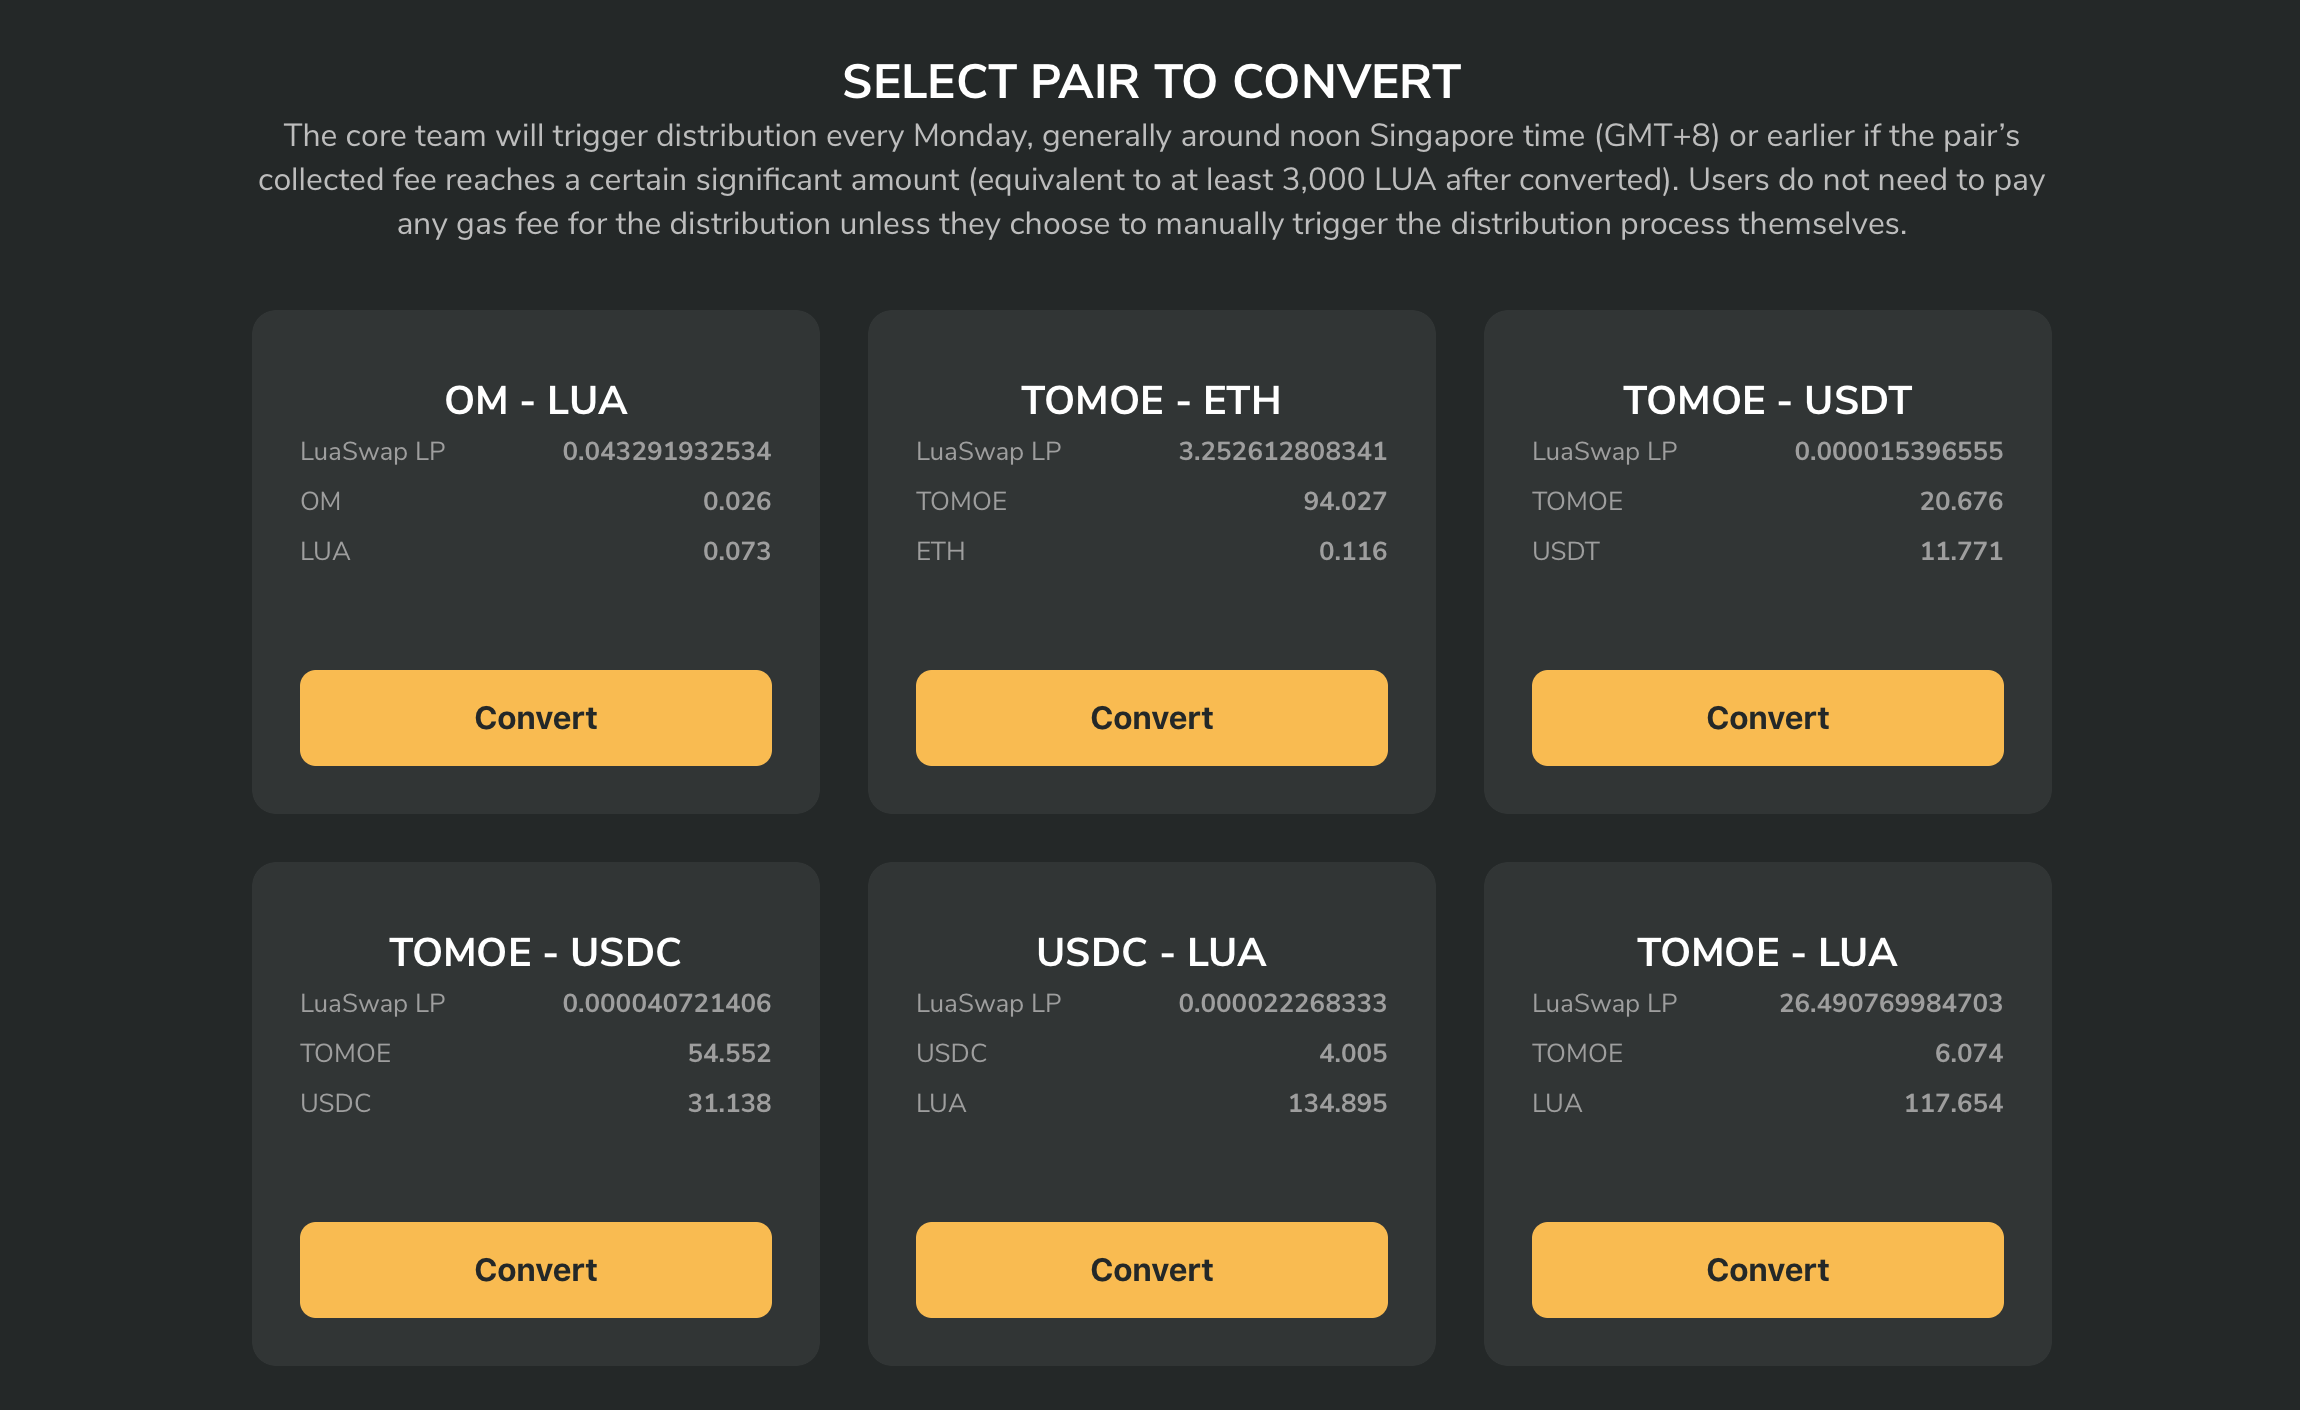 SELECT PAIR TO CONVERT
The core team will trigger distribution every Monday, generally around noon Singapore time (GMT+8) or earlier if the pair’s
collected fee reaches a certain significant amount (equivalent to at least 3,000 LUA after converted). Users do not need to pay
any gas fee for the distribution unless they choose to manually trigger the distribution process themselves.
OM - LUA
LuaSwap LP 0.043291932534
OM 0.026
LUA 0.073
Convert
TOMOE - ETH
LuaSwap LP 3.252612808341
TOMOE 94.027
ETH 0.116
Convert
TOMOE - USDT
LuaSwap LP 0.000015396555
TOMOE 20.676
USDT 11.771
Convert
TOMOE - USDC
LuaSwap LP 0.000040721406
TOMOE 54.552
USDC 31.138
Convert
USDC - LUA
LuaSwap LP 0.000022268333
USDC 4.005
LUA 134.895
Convert
TOMOE - LUA
LuaSwap LP 26.490769984703
TOMOE 6.074
LUA 117.654
Convert